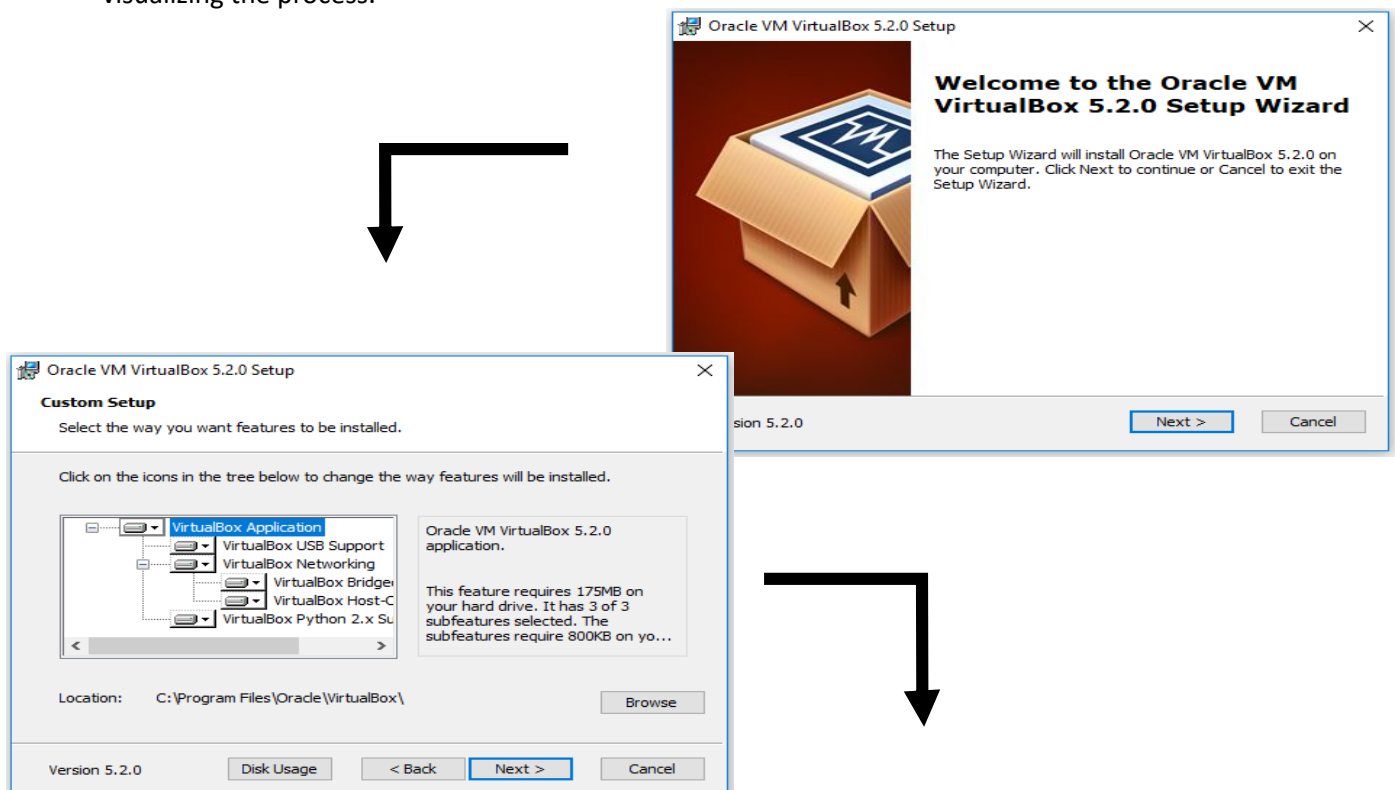 visualizing the process.
Oracle VM VirtualBox 5.2.0 Setup
Welcome to the Oracle VM
VirtualBox 5.2.0 Setup Wizard
The Setup Wizard will install Oracle VM VirtualBox 5.2.0 on
your computer. Click Next to continue or Cancel to exit the
Setup Wizard.
sion 5.2.0
Next >
Cancel
Oracle VM VirtualBox 5.2.0 Setup
Custom Setup
Select the way you want features to be installed.
Click on the icons in the tree below to change the way features will be installed.
VirtualBox Application
VirtualBox USB Support
VirtualBox Networking
VirtualBox Bridge
VirtualBox Host-C
VirtualBox Python 2.x Su
Oracle VM VirtualBox 5.2.0
application.
This feature requires 175MB on
your hard drive. It has 3 of 3
subfeatures selected. The
subfeatures require 800KB on yo...
Location: C:\Program Files\Oracle\VirtualBox\
Browse
Version 5.2.0
Disk Usage
< Back
Next >
Cancel